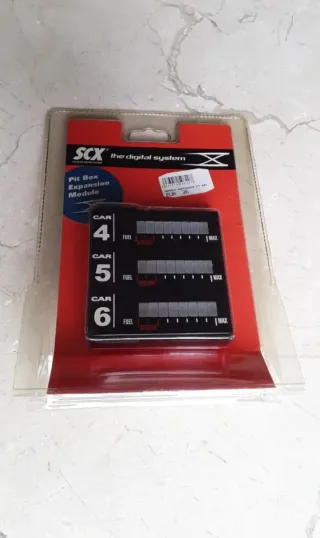 SCX
the digital system
Pit Box
Expansion
Module
CAR
4
FUEL
MAX
CAR
5
FUEL
MAX
CAR
6
FUEL
MAX